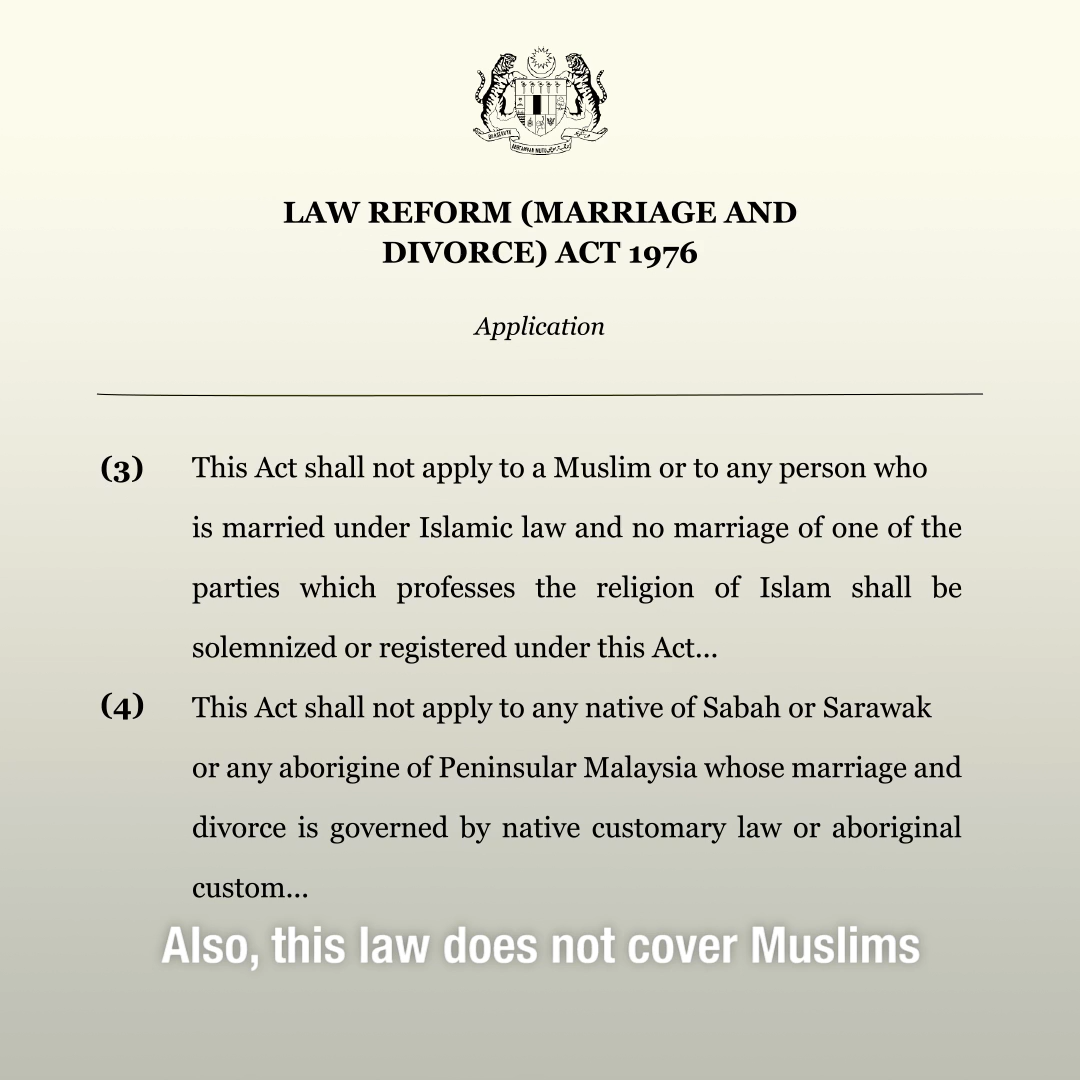 LAW REFORM (MARRIAGE AND
DIVORCE) ACT 1976
Application
(3) This Act shall not apply to a Muslim or to any person who
is married under Islamic law and no marriage of one of the
parties which professes the religion of Islam shall be
solemnized or registered under this Act...
(4) This Act shall not apply to any native of Sabah or Sarawak
or any aborigine of Peninsular Malaysia whose marriage and
divorce is governed by native customary law or aboriginal
custom...
Also, this law does not cover Muslims